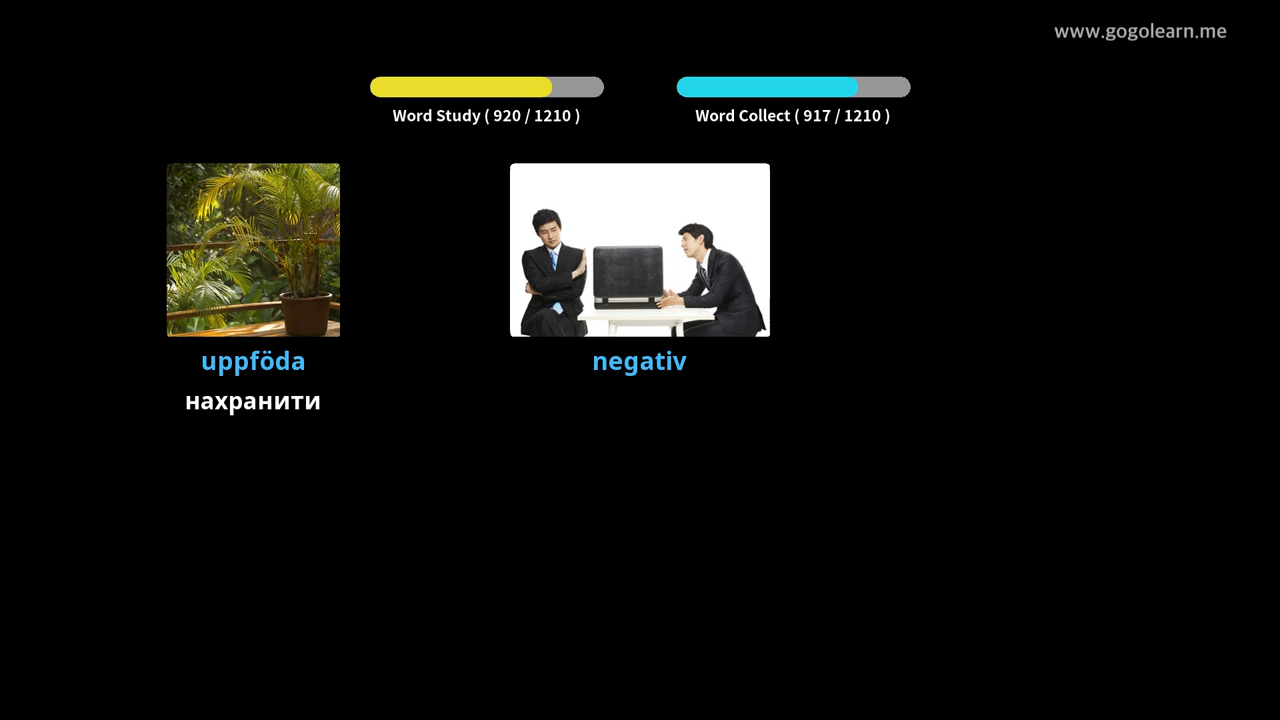 www.gogolearn.me
Word Study ( 920 / 1210 )
Word Collect ( 917 / 1210 )
uppföda
нахранити
negativ